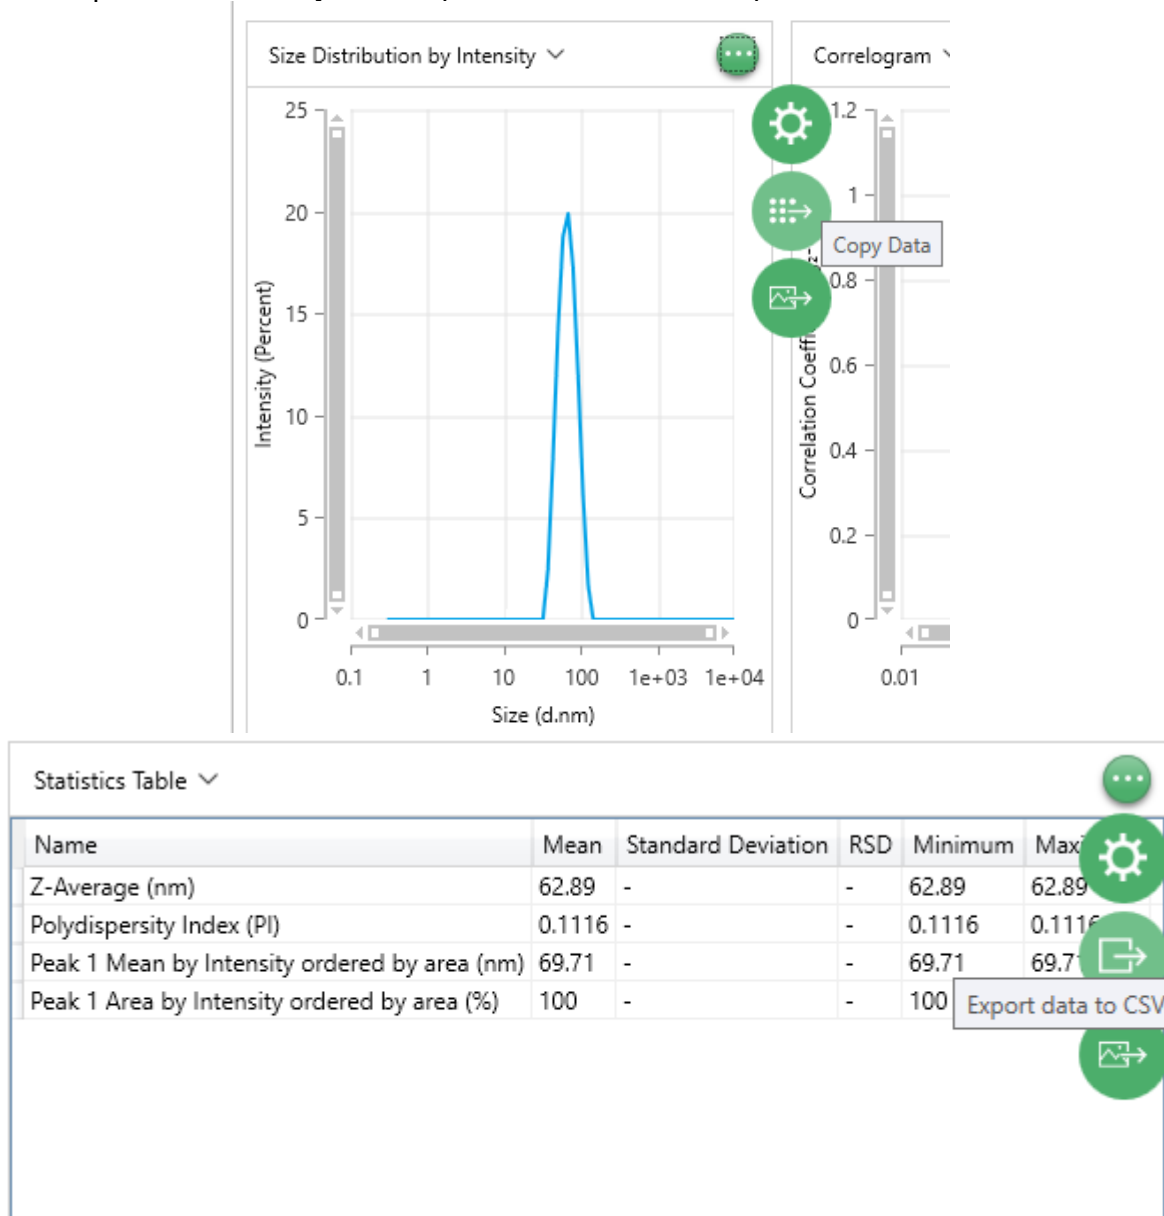 Size Distribution by Intensity
Correlogram
25
20
15
10
5
0
Intensity (Percent)
0.1 1 10 100 1e+03 1e+04
Size (d.nm)
Copy Data
1.2
1
0.8
0.6
0.4
0.2
0
Correlation
0.01
Statistics Table
Name Mean Standard Deviation RSD Minimum
Z-Average (nm) 62.89 - - 62.89 62.89
Polydispersity Index (PI) 0.1116 - - 0.1116 0.1116
Peak 1 Mean by Intensity ordered by area (nm) 69.71 - - 69.71
Peak 1 Area by Intensity ordered by area (%) 100 - - 100
Export data to CSV